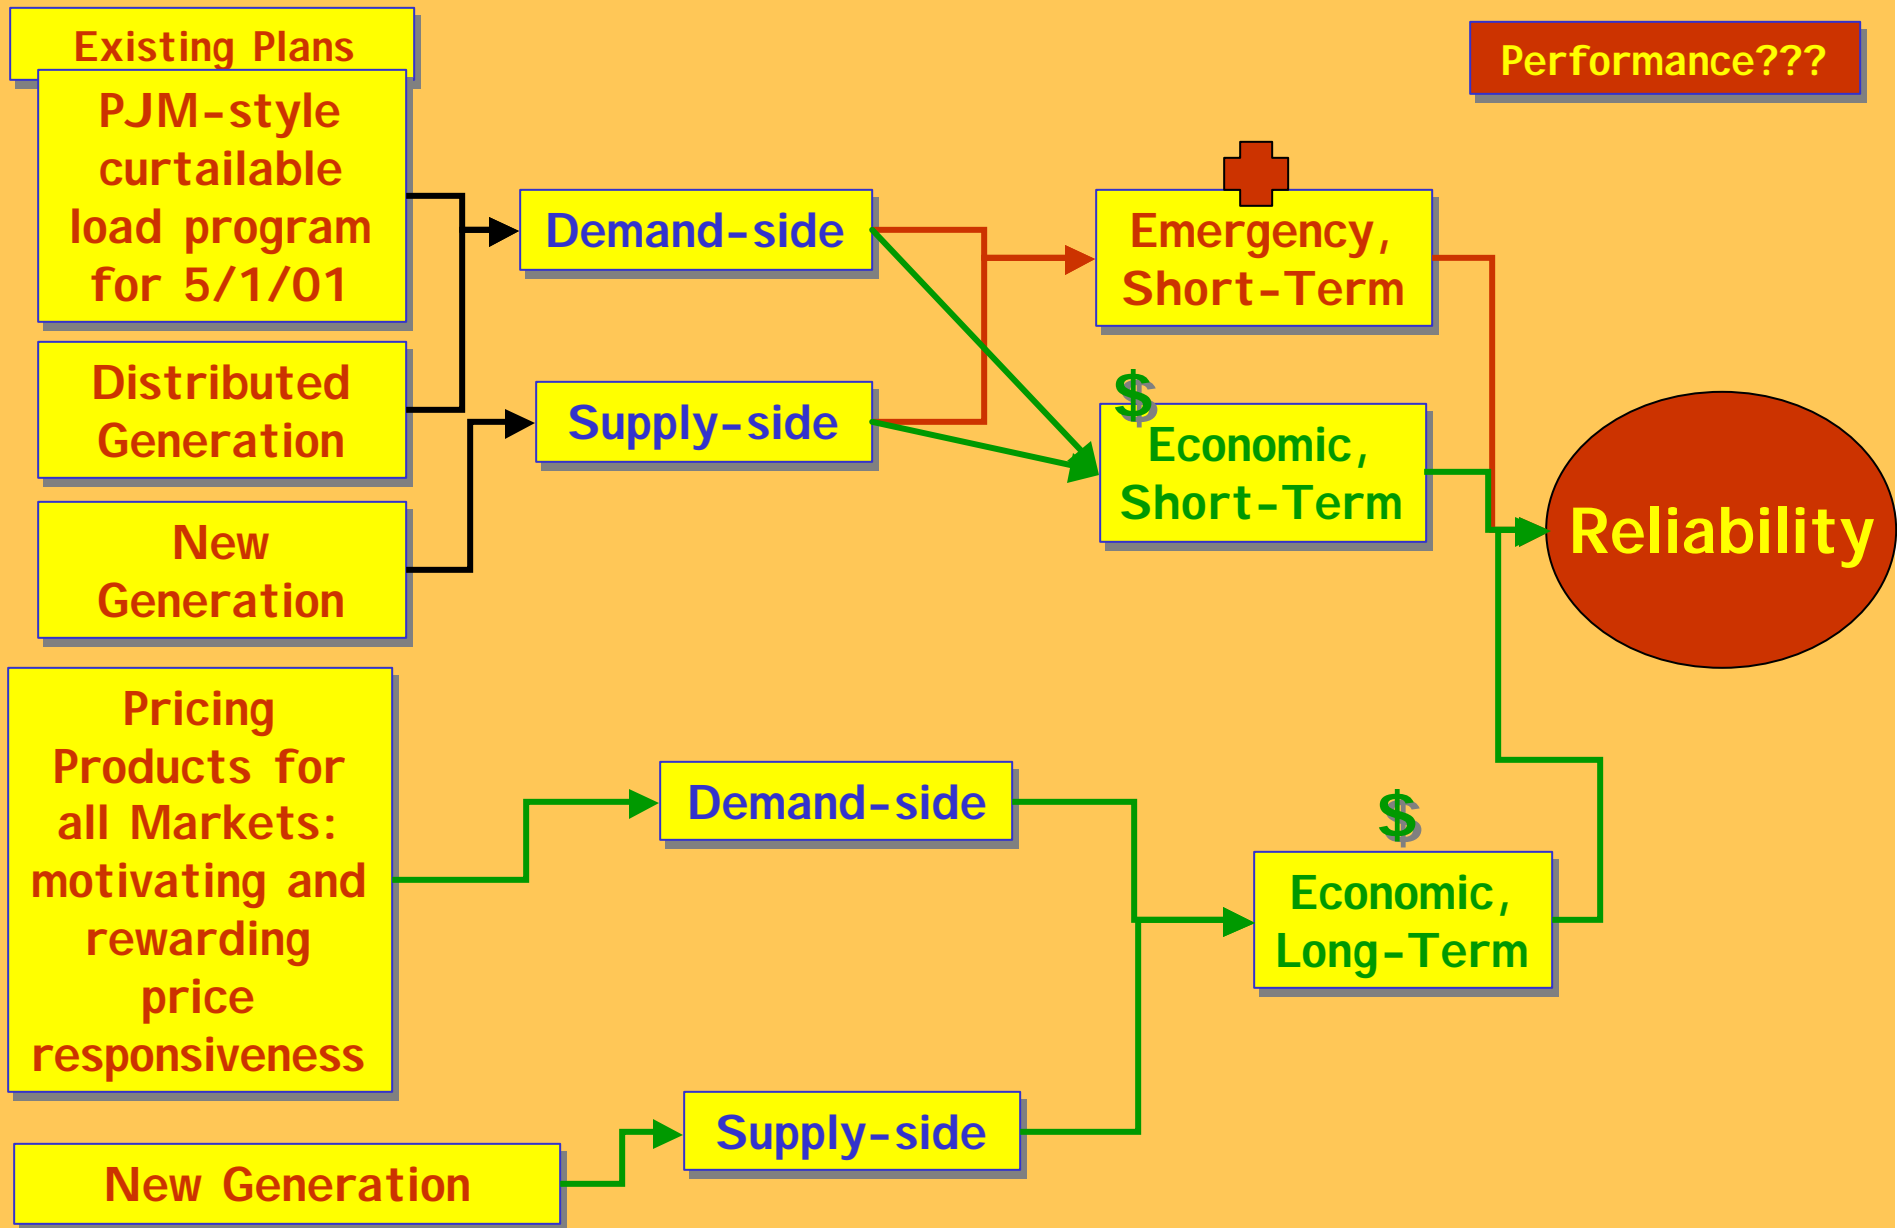 Existing Plans
Performance???
PJM-style
curtailable
load program
for 5/1/01
Demand-side
Emergency,
Short-Term
Distributed
Generation
Supply-side
$
Economic,
Short-Term
New
Generation
Reliability
Pricing
Products for
all Markets:
motivating and
rewarding
price
responsiveness
Demand-side
$
Economic,
Long-Term
Supply-side
New Generation